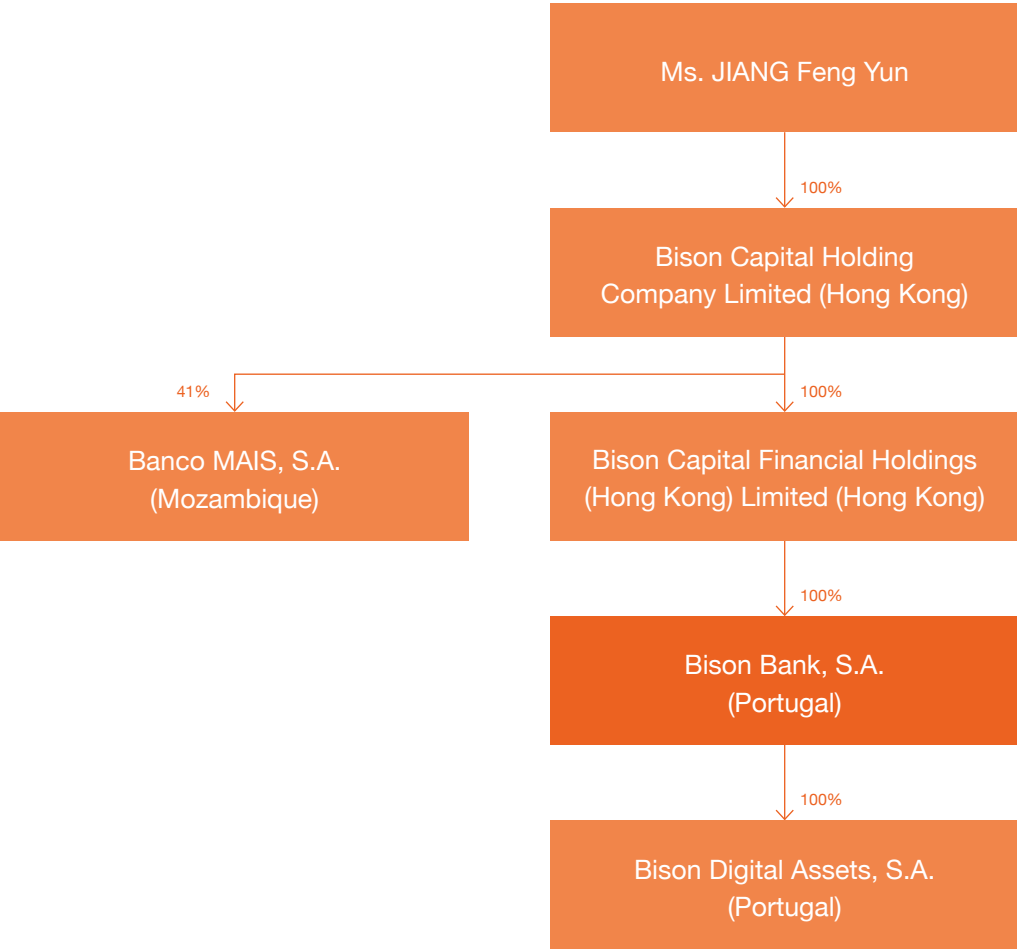 Ms. JIANG Feng Yun
100%
Bison Capital Holding
Company Limited (Hong Kong)
41%
100%
Banco MAIS, S.A.
(Mozambique)
Bison Capital Financial Holdings
(Hong Kong) Limited (Hong Kong)
100%
Bison Bank, S.A.
(Portugal)
100%
Bison Digital Assets, S.A.
(Portugal)